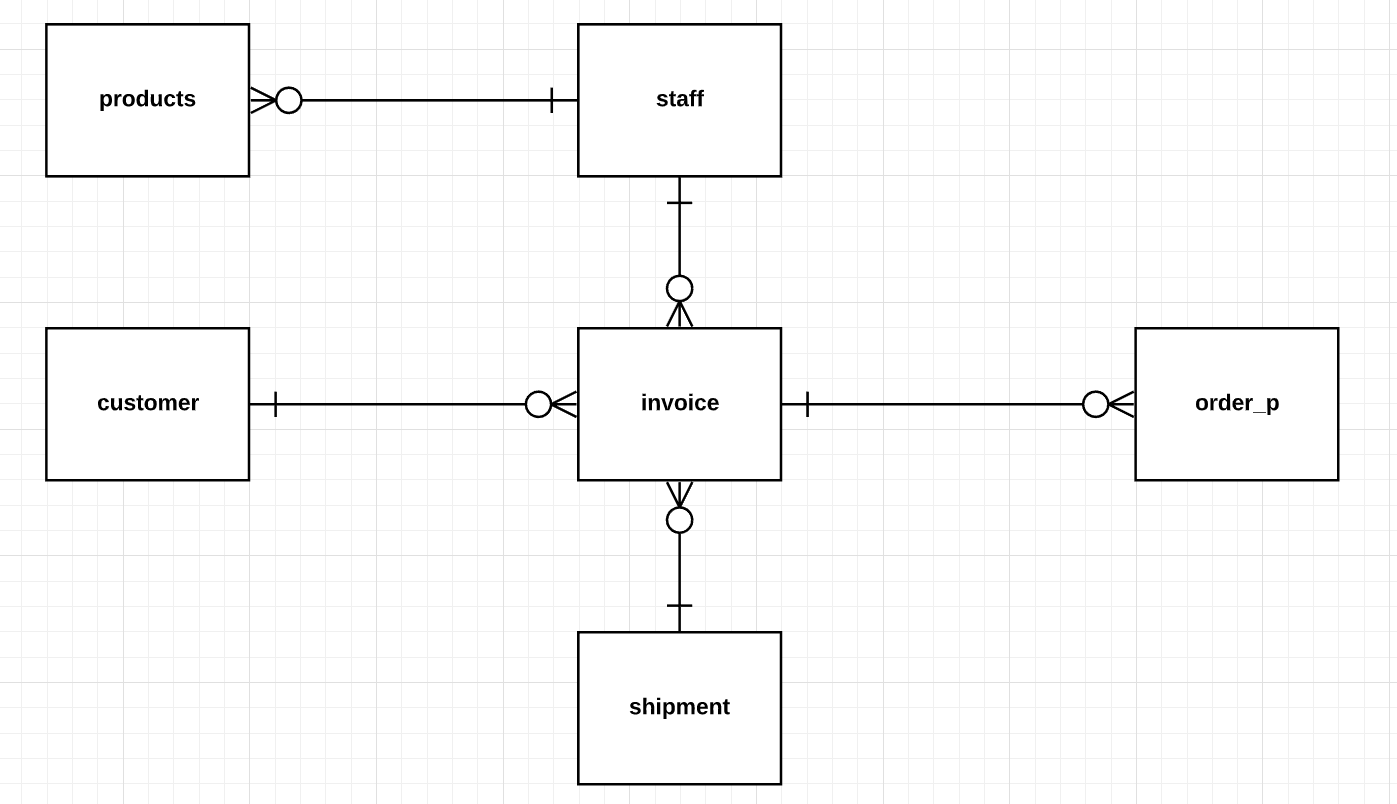 products
staff
customer
invoice
order_p
shipment